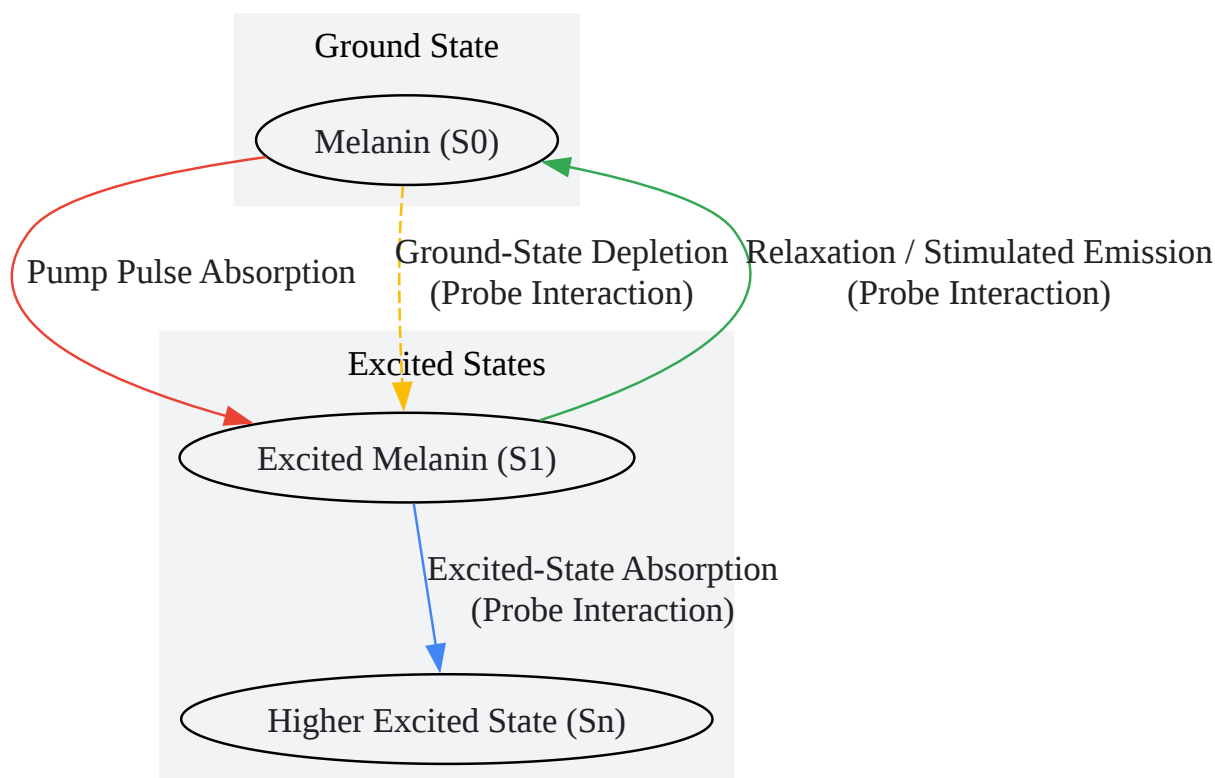 Ground State
Melanin (S0)
Pump Pulse Absorption
Ground-State Depletion
(Probe Interaction)
Relaxation / Stimulated Emission
(Probe Interaction)
Excited States
Excited Melanin (S1)
Excited-State Absorption
(Probe Interaction)
Higher Excited State (Sn)